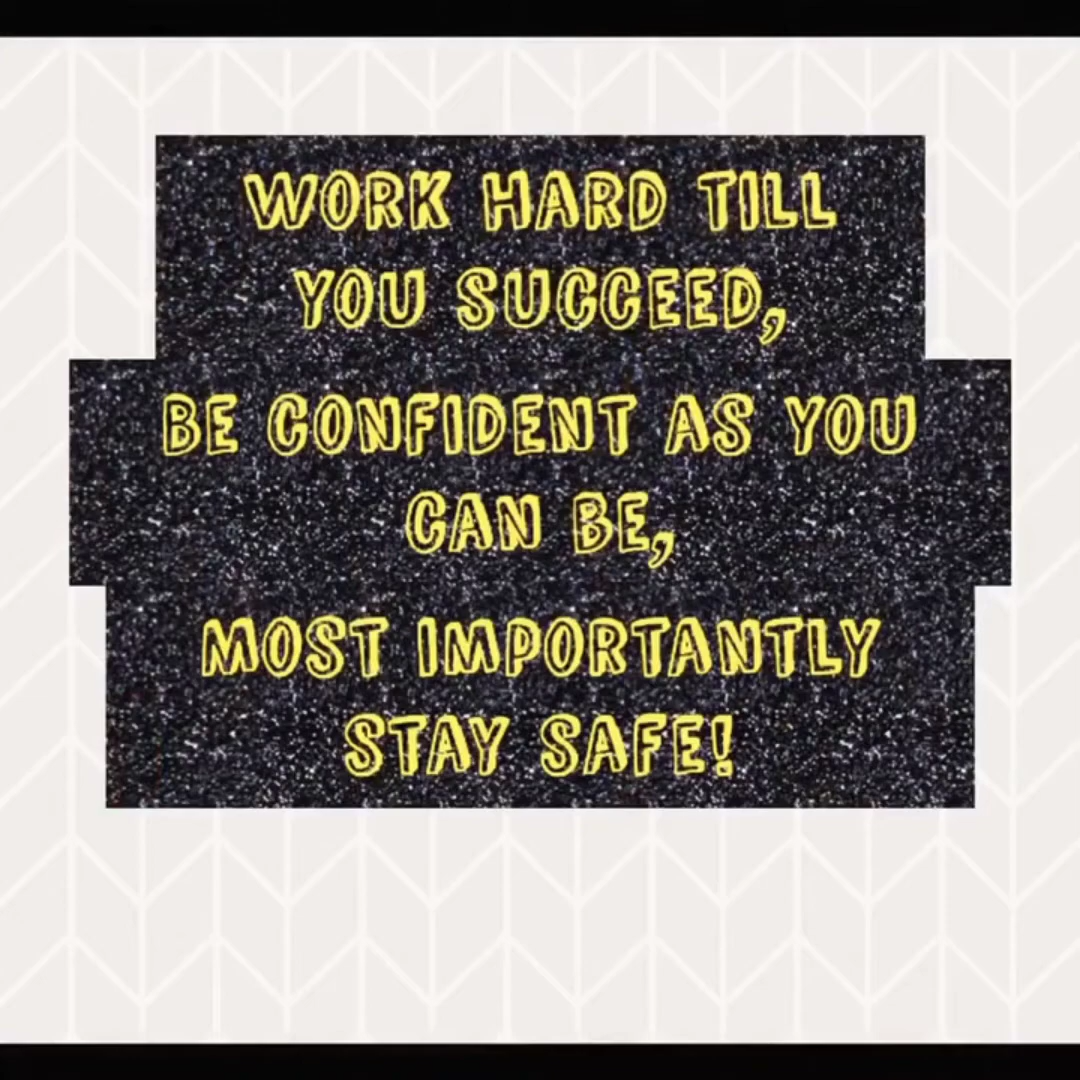 WORK HARD TILL
YOU SUCCEED,
BE CONFIDENT AS YOU
CAN BE,
MOST IMPORTANTLY
STAY SAFE!